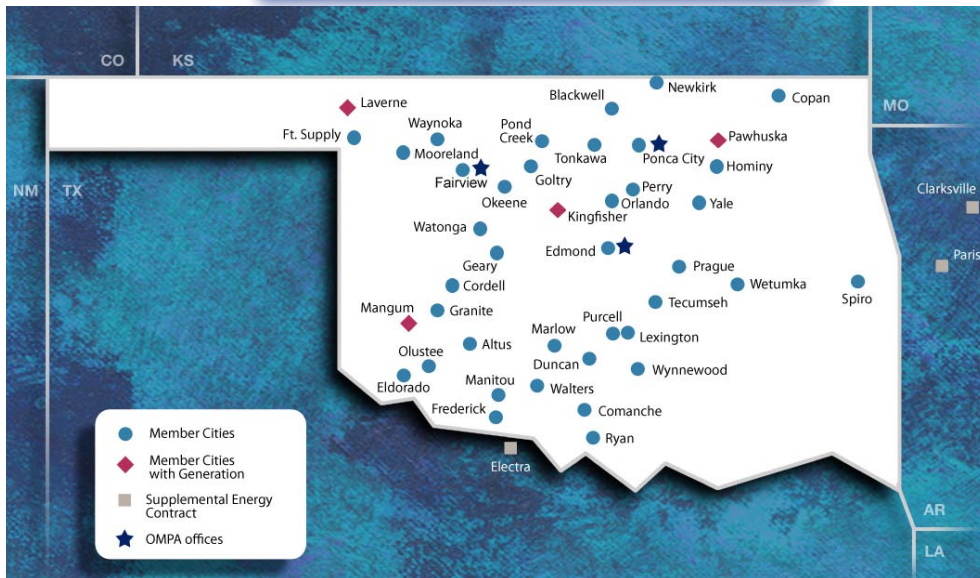 CO
KS
Newkirk
Blackwell
Copan
Laverne
MO
Ft. Supply
Waynoka
Pond
Creek
Pawhuska
Mooreland
Tonkawa
Ponca City
Hominy
Fairview
Goltry
Perry
NM
TX
Okeene
Orlando
Yale
Clarksville
Kingfisher
Watonga
Edmond
Paris
Geary
Prague
Cordell
Wetumka
Spiro
Mangum
Granite
Tecumseh
Purcell
Marlow
Lexington
Altus
Olustee
Duncan
Wynnewood
Eldorado
Manitou
Walters
Frederick
Comanche
Ryan
Electra
Member Cities
Member Cities
with Generation
Supplemental Energy
Contract
OMPA offices
AR
LA